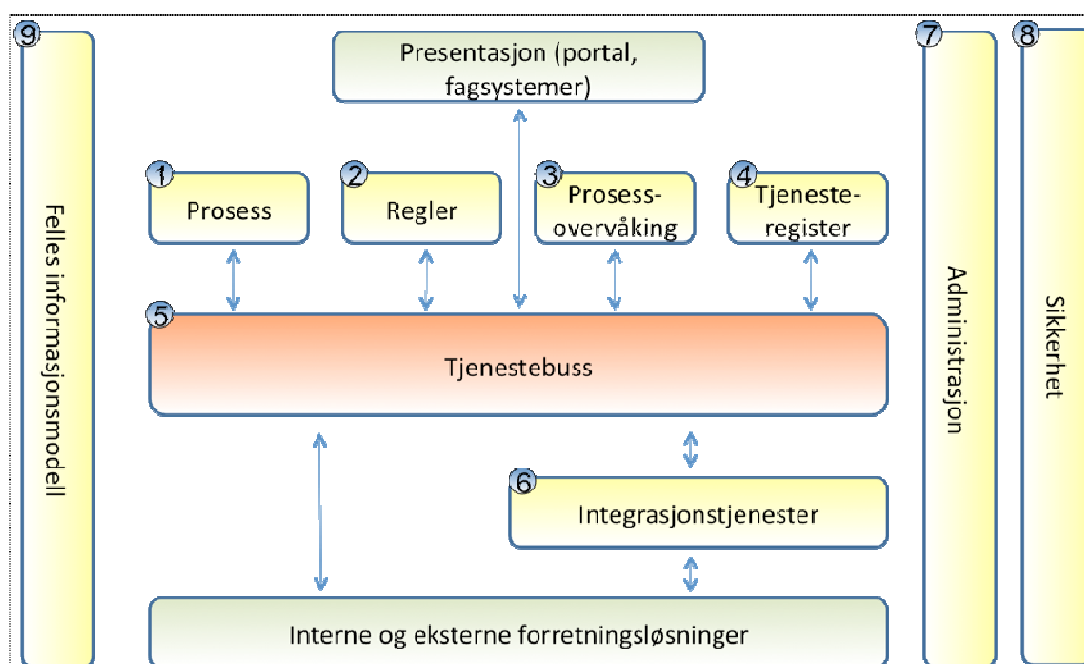 9
7
8
Presentasjon (portal,
fagsystemer)
1
Prosess
2
Regler
3
Prosess-
overvåking
4
Tjeneste-
register
Felles informasjonsmodell
Administrasjon
Sikkerhet
5
Tjenestebuss
6
Integrasjonstjenester
Interne og eksterne forretningsløsninger